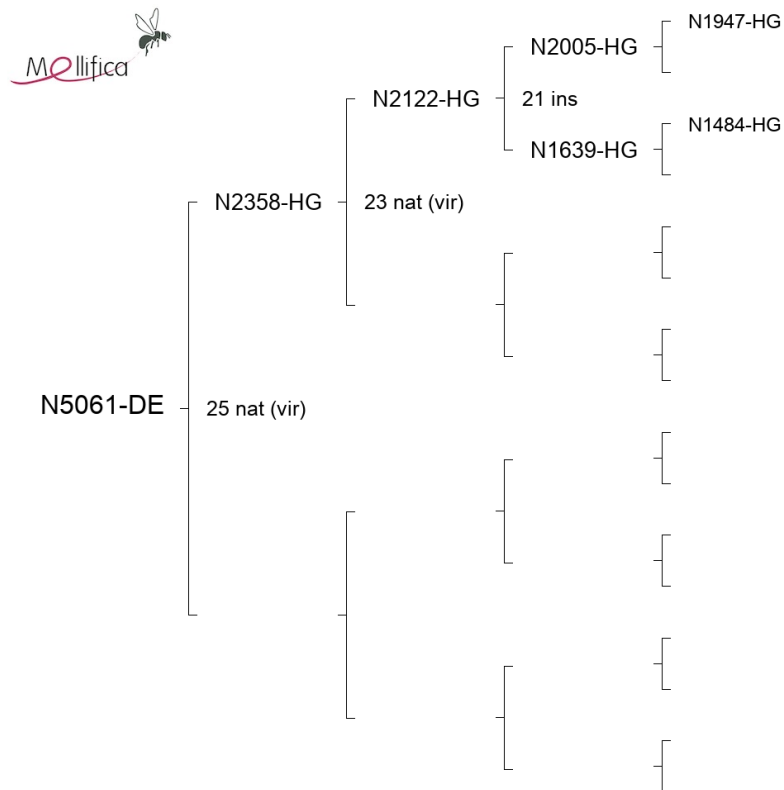 Mellifica
N1947-HG
N2005-HG
N2122-HG
21 ins
N1484-HG
N1639-HG
N2358-HG
23 nat (vir)
N5061-DE
25 nat (vir)